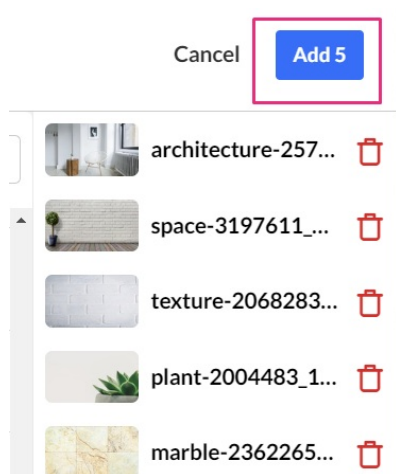 Cancel Add 5
architecture-257...
space-3197611_...
texture-2068283...
plant-2004483_1...
marble-2362265...